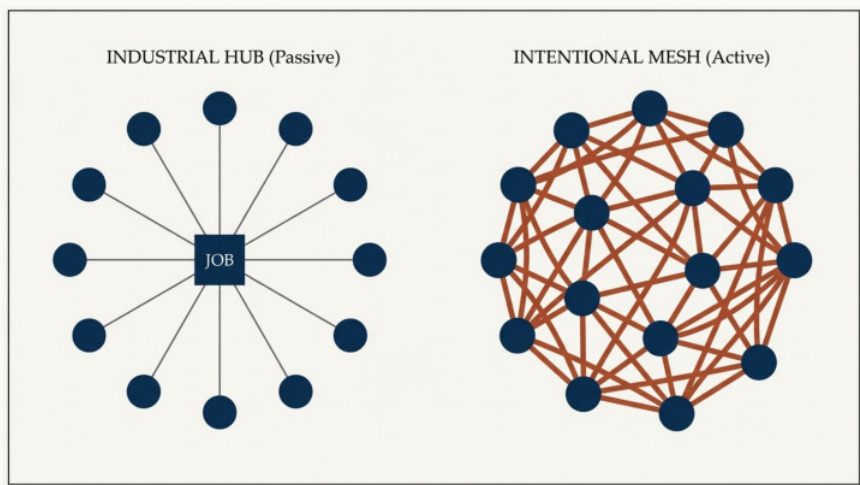 INDUSTRIAL HUB (Passive)
INTENTIONAL MESH (Active)
JOB